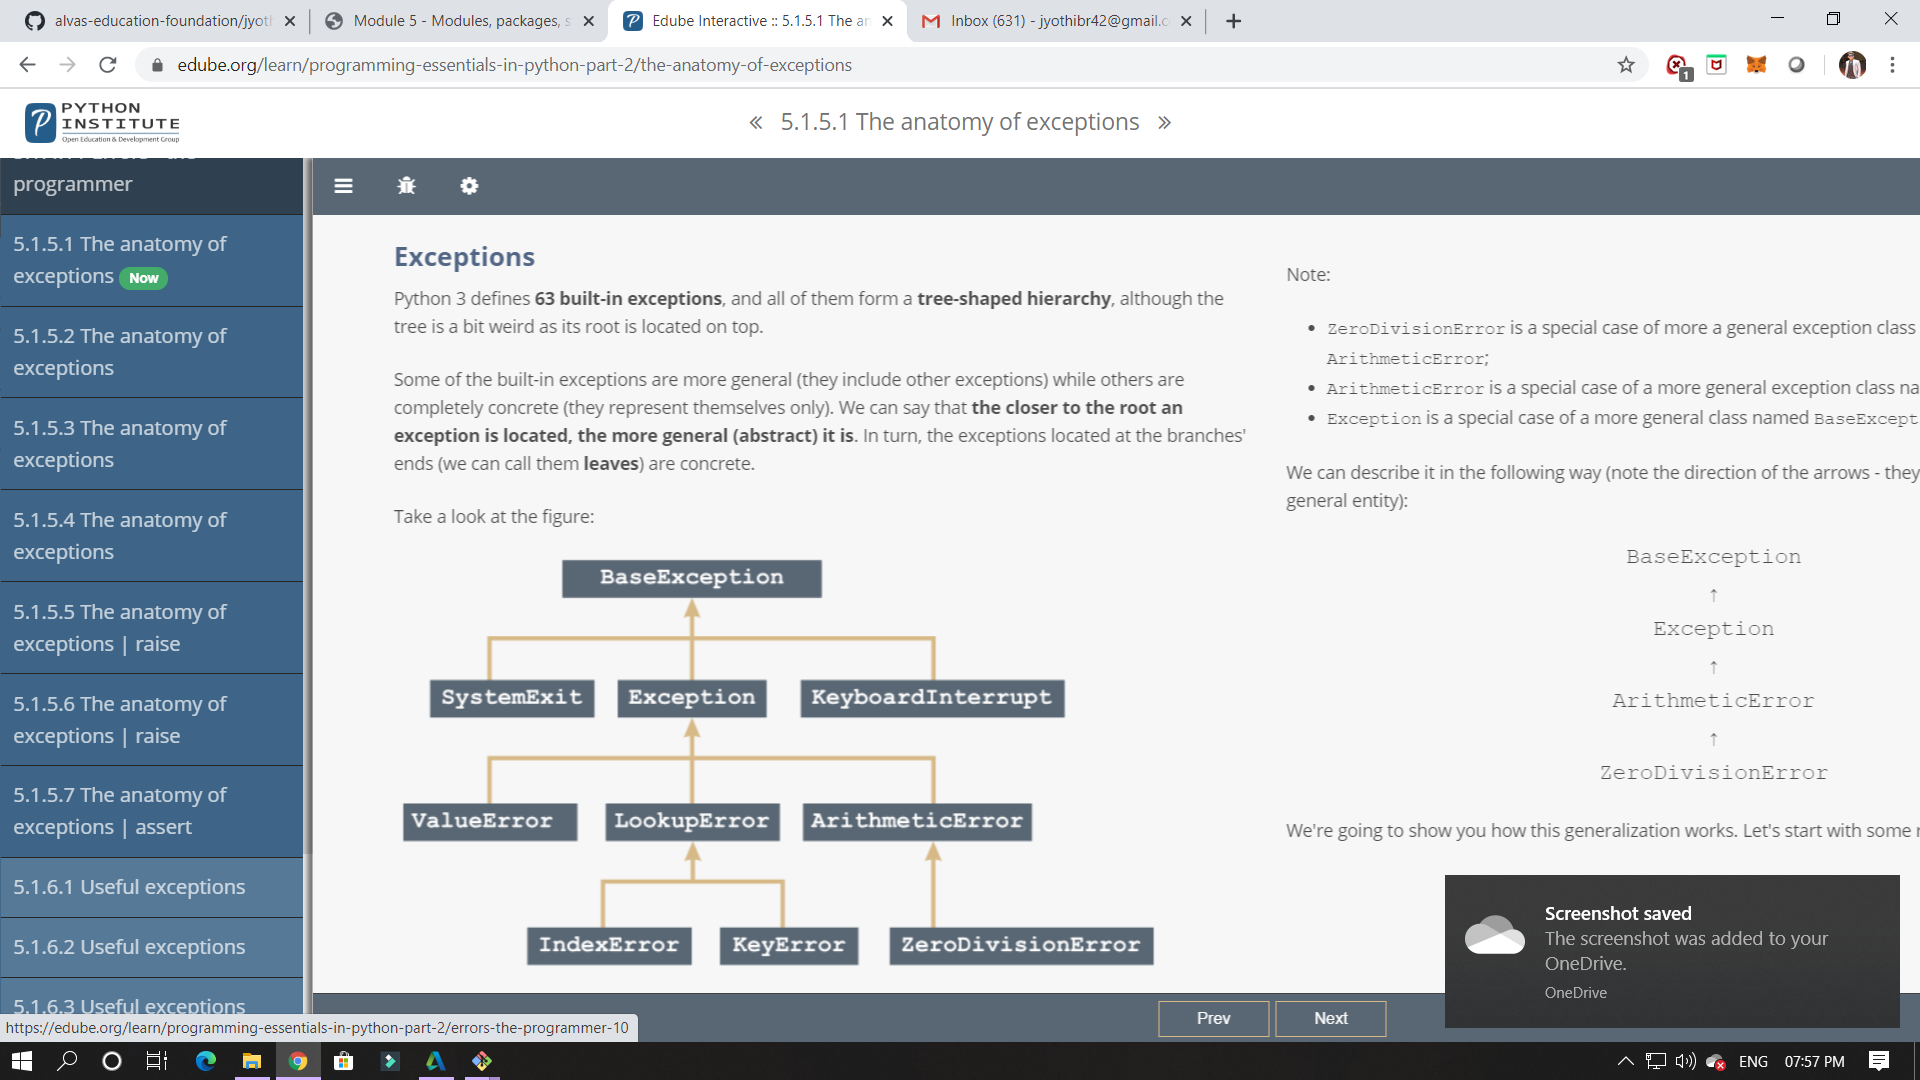 alvas-education-foundation/jyoth
Module 5 - Modules, packages, s
Edube Interactive :: 5.1.5.1 The an
Inbox (631) - jyothibr42@gmail.c
edube.org/learn/programming-essentials-in-python-part-2/the-anatomy-of-exceptions
1
PYTHON
INSTITUTE
Open Education & Development Group
« 5.1.5.1 The anatomy of exceptions »
programmer
5.1.5.1 The anatomy of
exceptions Now
5.1.5.2 The anatomy of
exceptions
5.1.5.3 The anatomy of
exceptions
5.1.5.4 The anatomy of
exceptions
5.1.5.5 The anatomy of
exceptions | raise
5.1.5.6 The anatomy of
exceptions | raise
5.1.5.7 The anatomy of
exceptions | assert
5.1.6.1 Useful exceptions
5.1.6.2 Useful exceptions
5.1.6.3 Useful exceptions
Exceptions
Python 3 defines 63 built-in exceptions, and all of them form a tree-shaped hierarchy, although the
tree is a bit weird as its root is located on top.
Some of the built-in exceptions are more general (they include other exceptions) while others are
completely concrete (they represent themselves only). We can say that the closer to the root an
exception is located, the more general (abstract) it is. In turn, the exceptions located at the branches'
ends (we can call them leaves) are concrete.
Take a look at the figure:
BaseException
SystemExit Exception KeyboardInterrupt
ValueError LookupError ArithmeticError
IndexError KeyError ZeroDivisionError
Note:
• ZeroDivisionError is a special case of more a general exception class
ArithmeticError;
• ArithmeticError is a special case of a more general exception class na
• Exception is a special case of a more general class named BaseExcept
We can describe it in the following way (note the direction of the arrows - they
general entity):
BaseException
↑
Exception
↑
ArithmeticError
↑
ZeroDivisionError
We're going to show you how this generalization works. Let's start with some
Screenshot saved
The screenshot was added to your
OneDrive.
OneDrive
Prev Next
https://edube.org/learn/programming-essentials-in-python-part-2/errors-the-programmer-10
ENG 07:57 PM